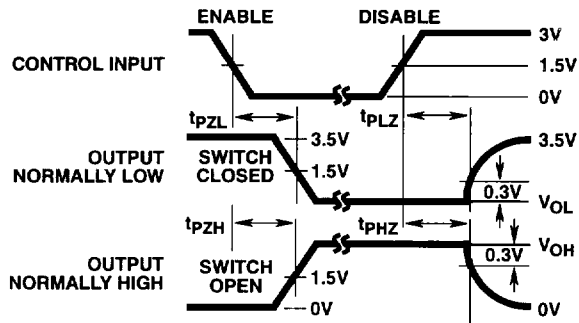 ENABLE
DISABLE
CONTROL INPUT
3V
1.5V
0V
tPZL
tPLZ
OUTPUT
NORMALLY LOW
SWITCH
CLOSED
3.5V
1.5V
3.5V
0.3V
VOL
tPZH
tPHZ
OUTPUT
NORMALLY HIGH
SWITCH
OPEN
1.5V
0V
VOH
0.3V
0V